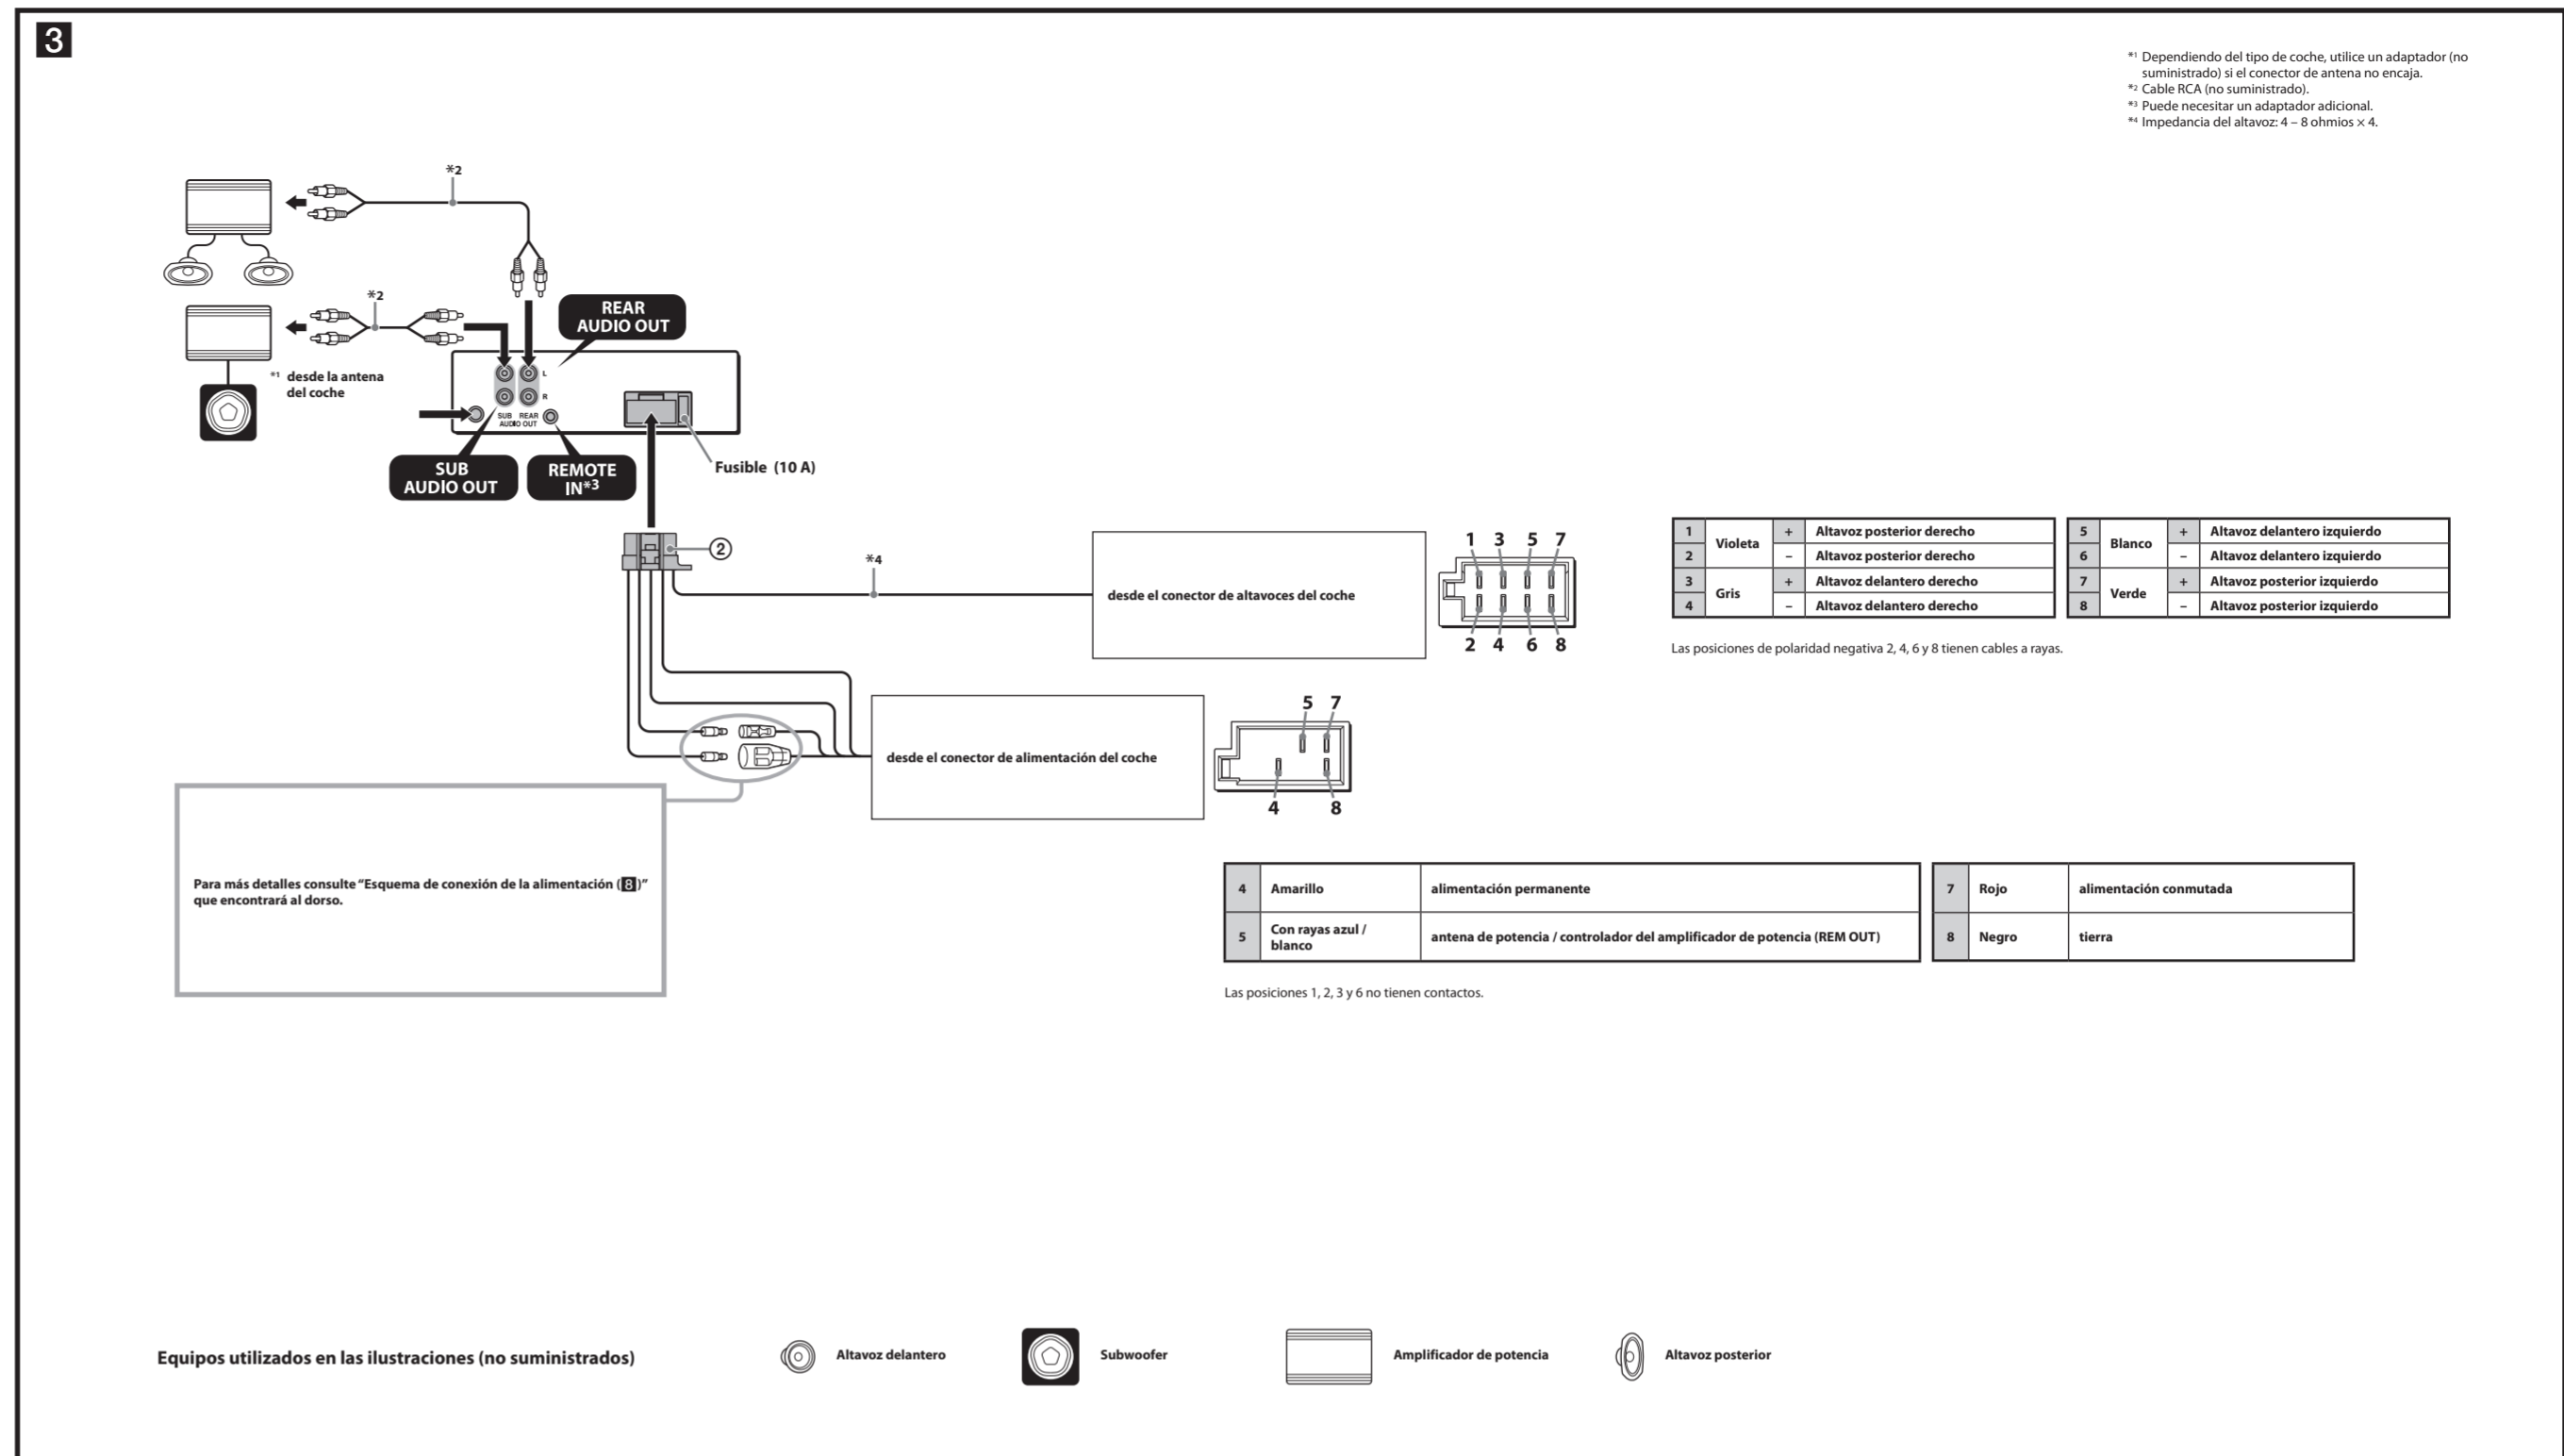 3
*1 Dependiendo del tipo de coche, utilice un adaptador (no
suministrado) si el conector de antena no encaja.
*2 Cable RCA (no suministrado).
*3 Puede necesitar un adaptador adicional.
*4 Impedancia del altavoz: 4 – 8 ohmios × 4.
*2
*2
REAR
AUDIO OUT
*1 desde la antena
del coche
L
R
SUB REAR
AUDIO OUT
SUB
AUDIO OUT
REMOTE
IN*3
Fusible (10 A)
2
*4
desde el conector de altavoces del coche
1 3 5 7
2 4 6 8
1 Violeta + Altavoz posterior derecho
2 – Altavoz posterior derecho
3 Gris + Altavoz delantero derecho
4 – Altavoz delantero derecho
5 Blanco + Altavoz delantero izquierdo
6 – Altavoz delantero izquierdo
7 Verde + Altavoz posterior izquierdo
8 – Altavoz posterior izquierdo
Las posiciones de polaridad negativa 2, 4, 6 y 8 tienen cables a rayas.
desde el conector de alimentación del coche
5 7
4 8
Para más detalles consulte “Esquema de conexión de la alimentación (8)”
que encontrará al dorso.
4 Amarillo alimentación permanente
5 Con rayas azul /
blanco antena de potencia / controlador del amplificador de potencia (REM OUT)
7 Rojo alimentación conmutada
8 Negro tierra
Las posiciones 1, 2, 3 y 6 no tienen contactos.
Equipos utilizados en las ilustraciones (no suministrados)
Altavoz delantero
Subwoofer
Amplificador de potencia
Altavoz posterior